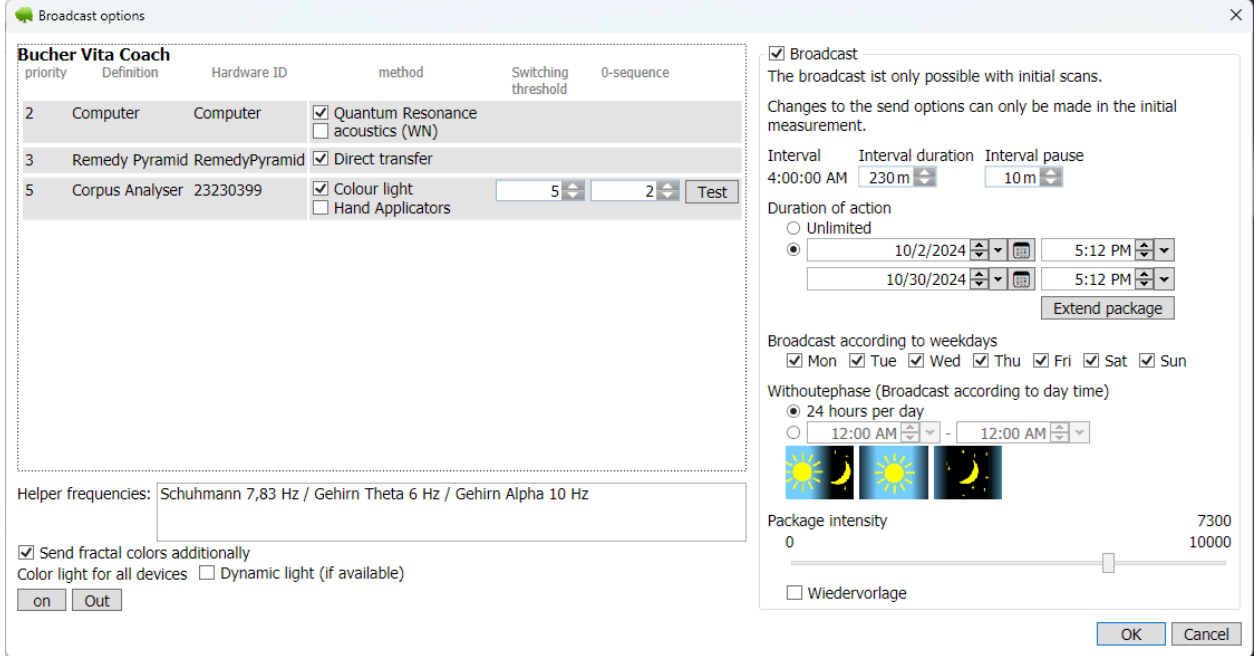 Broadcast options
Bucher Vita Coach
priority Definition Hardware ID method Switching threshold 0-sequence
2 Computer Computer Quantum Resonance
acoustics (WN)
3 Remedy Pyramid RemedyPyramid Direct transfer
5 Corpus Analyser 23230399 Colour light 5 2 Test
Hand Applicators
Helper frequencies: Schuhmann 7,83 Hz / Gehirn Theta 6 Hz / Gehirn Alpha 10 Hz
Send fractal colors additionally
Color light for all devices Dynamic light (if available)
on Out
Broadcast
The broadcast ist only possible with initial scans.
Changes to the send options can only be made in the initial
measurement.
Interval Interval duration Interval pause
4:00:00 AM 230 m 10 m
Duration of action
Unlimited
10/2/2024 5:12 PM
10/30/2024 5:12 PM
Extend package
Broadcast according to weekdays
Mon Tue Wed Thu Fri Sat Sun
Withoutephase (Broadcast according to day time)
24 hours per day
12:00 AM - 12:00 AM
Package intensity 7300
0 10000
Wiedervorlage
OK Cancel